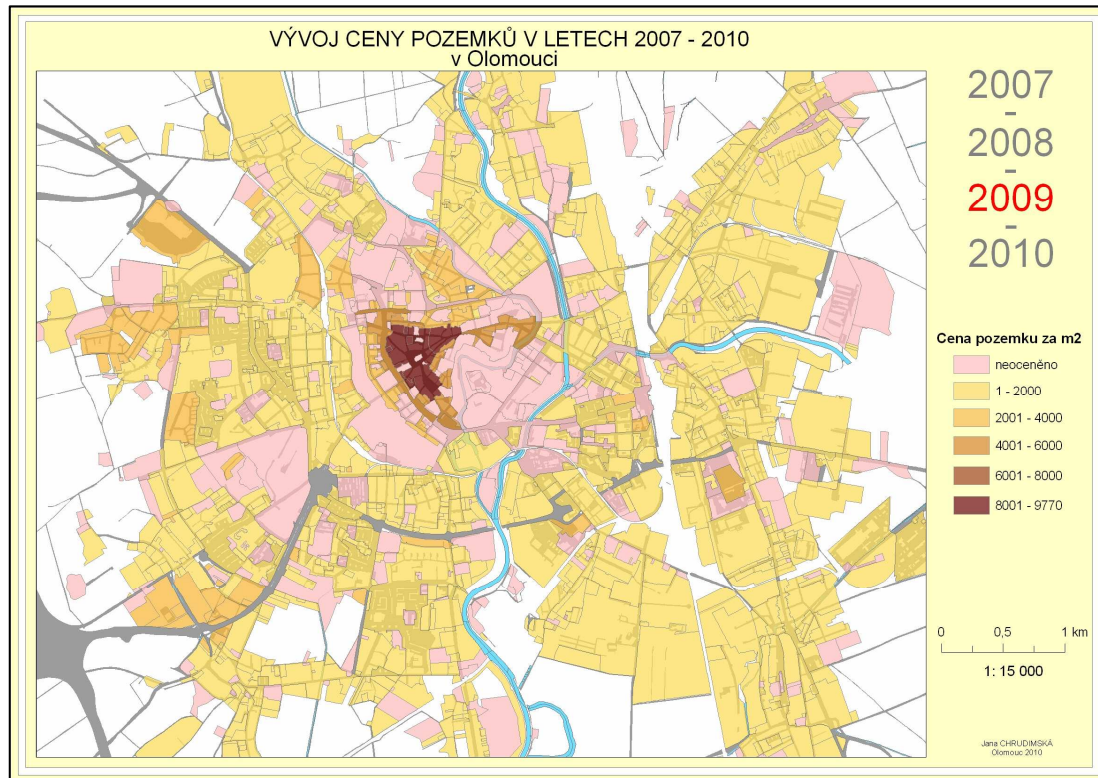 VÝVOJ CENY POZEMKŮ V LETECH 2007 - 2010
v Olomouci
2007
-
2008
-
2009
-
2010
Cena pozemku za m2
neoceněno
1 - 2000
2001 - 4000
4001 - 6000
6001 - 8000
8001 - 9770
0 0,5 1 km
1: 15 000
Jana CHRUDIMSKÁ
Olomouc 2010